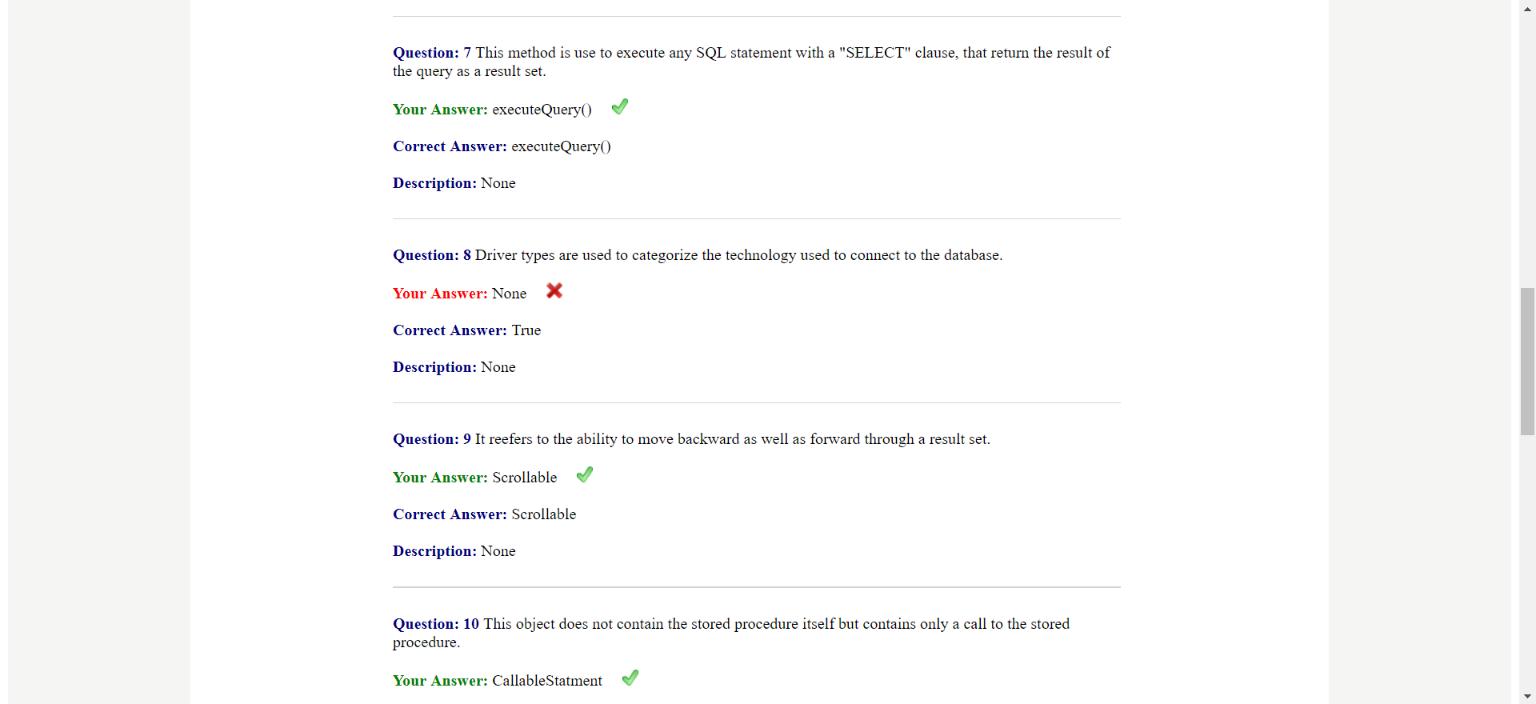 Question: 7 This method is use to execute any SQL statement with a "SELECT" clause, that return the result of
the query as a result set.
Your Answer: executeQuery()
Correct Answer: executeQuery()
Description: None
Question: 8 Driver types are used to categorize the technology used to connect to the database.
Your Answer: None
Correct Answer: True
Description: None
Question: 9 It reefers to the ability to move backward as well as forward through a result set.
Your Answer: Scrollable
Correct Answer: Scrollable
Description: None
Question: 10 This object does not contain the stored procedure itself but contains only a call to the stored
procedure.
Your Answer: CallableStatment